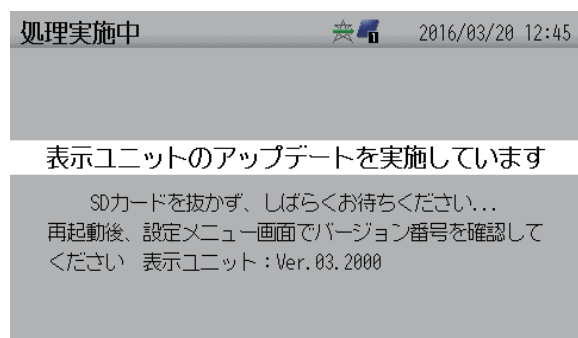 処理実施中 1 2016/03/20 12:45
表示ユニットのアップデートを実施しています
SDカードを抜かず、しばらくお待ちください...
再起動後、設定メニュー画面でバージョン番号を確認して
ください 表示ユニット：Ver.03.2000